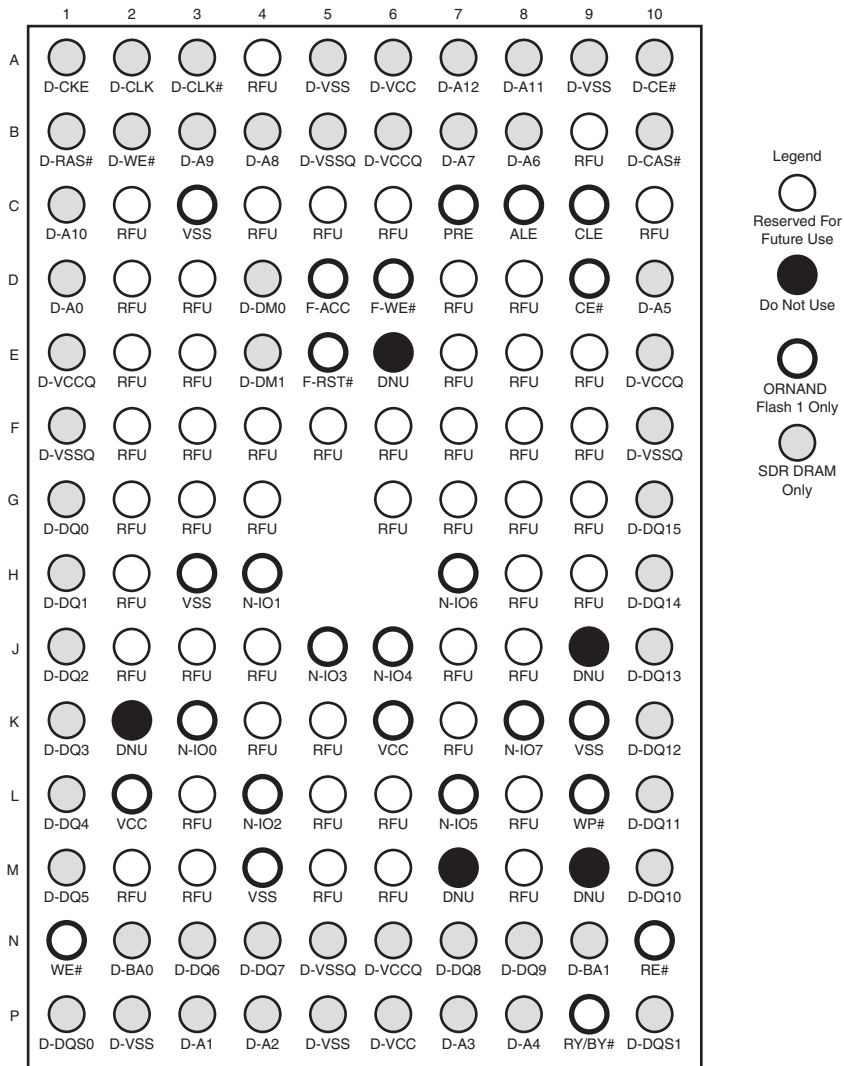 1 2 3 4 5 6 7 8 9 10
A
D-CKE D-CLK D-CLK# RFU D-VSS D-VCC D-A12 D-A11 D-VSS D-CE#
B
D-RAS# D-WE# D-A9 D-A8 D-VSSQ D-VCCQ D-A7 D-A6 RFU D-CAS#
C
D-A10 RFU VSS RFU RFU RFU PRE ALE CLE RFU
D
D-A0 RFU RFU D-DM0 F-ACC F-WE# RFU RFU CE# D-A5
E
D-VCCQ RFU RFU D-DM1 F-RST# DNU RFU RFU RFU D-VCCQ
F
D-VSSQ RFU RFU RFU RFU RFU RFU RFU RFU D-VSSQ
G
D-DQ0 RFU RFU RFU RFU RFU RFU RFU D-DQ15
H
D-DQ1 RFU VSS N-IO1 N-IO6 RFU RFU D-DQ14
J
D-DQ2 RFU RFU RFU N-IO3 N-IO4 RFU RFU DNU D-DQ13
K
D-DQ3 DNU N-IO0 RFU RFU VCC RFU N-IO7 VSS D-DQ12
L
D-DQ4 VCC RFU N-IO2 RFU RFU N-IO5 RFU WP# D-DQ11
M
D-DQ5 RFU RFU VSS RFU RFU DNU RFU DNU D-DQ10
N
WE# D-BA0 D-DQ6 D-DQ7 D-VSSQ D-VCCQ D-DQ8 D-DQ9 D-BA1 RE#
P
D-DQS0 D-VSS D-A1 D-A2 D-VSS D-VCC D-A3 D-A4 RY/BY# D-DQS1
Legend
Reserved For
Future Use
Do Not Use
ORNAND
Flash 1 Only
SDR DRAM
Only